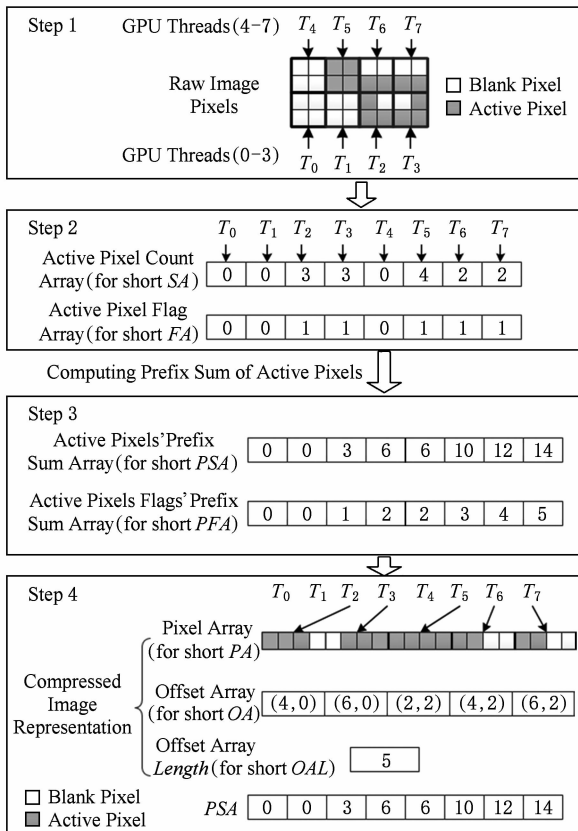 Step 1
GPU Threads(4-7)
T4 T5 T6 T7
Raw Image
Pixels
Blank Pixel
Active Pixel
GPU Threads(0-3)
T0 T1 T2 T3
Step 2
T0 T1 T2 T3 T4 T5 T6 T7
Active Pixel Count
Array(for short SA)
0 0 3 3 0 4 2 2
Active Pixel Flag
Array(for short FA)
0 0 1 1 0 1 1 1
Computing Prefix Sum of Active Pixels
Step 3
Active Pixels'Prefix
Sum Array(for short PSA)
0 0 3 6 6 10 12 14
Active Pixels Flags'Prefix
Sum Array(for short PFA)
0 0 1 2 2 3 4 5
Step 4
T0 T1 T2 T3 T4 T5 T6 T7
Pixel Array
(for short PA)
Compressed
Image
Representation
Offset Array
(for short OA)
(4,0) (6,0) (2,2) (4,2) (6,2)
Offset Array
Length(for short OAL)
5
Blank Pixel
Active Pixel
PSA
0 0 3 6 6 10 12 14